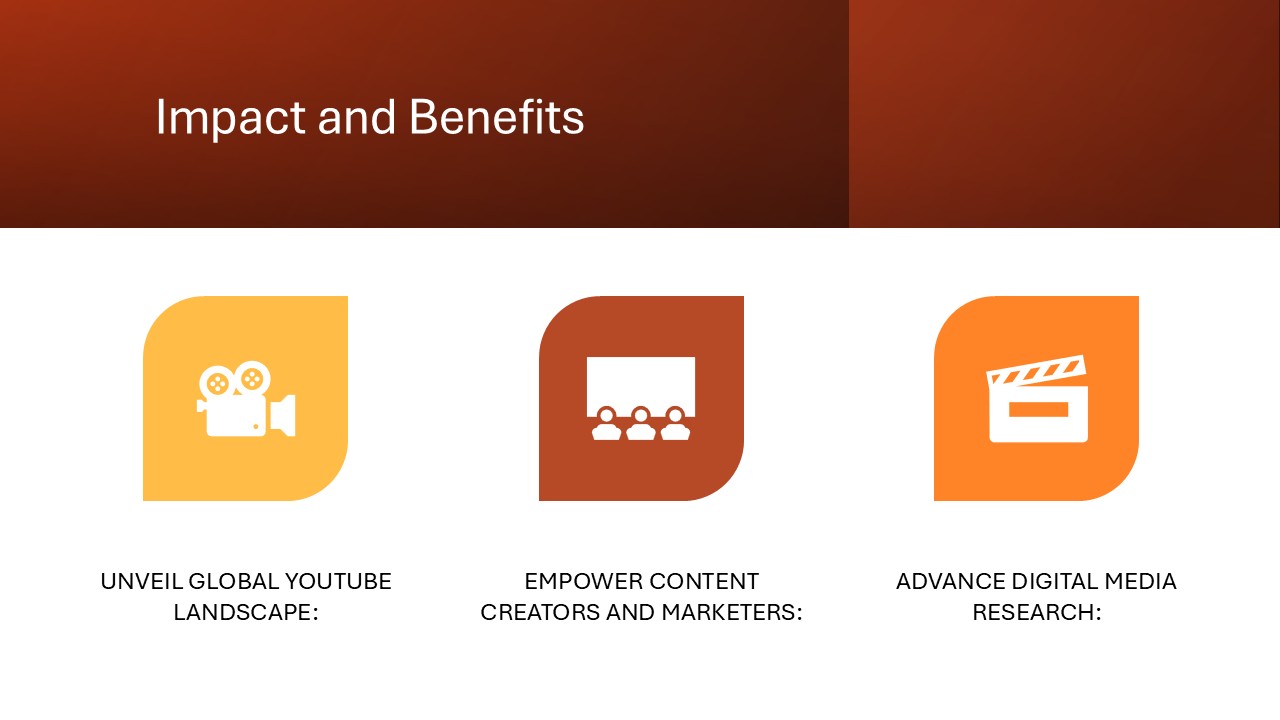 Impact and Benefits
UNVEIL GLOBAL YOUTUBE
LANDSCAPE:
EMPOWER CONTENT
CREATORS AND MARKETERS:
ADVANCE DIGITAL MEDIA
RESEARCH: